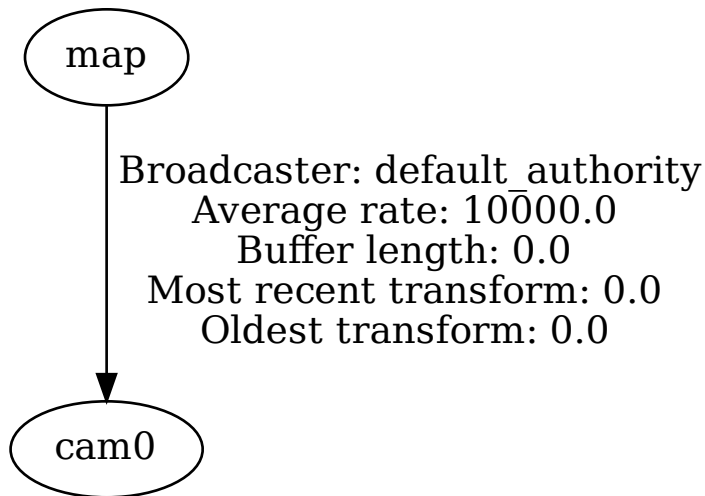 map
Broadcaster: default_authority
Average rate: 10000.0
Buffer length: 0.0
Most recent transform: 0.0
Oldest transform: 0.0
cam0